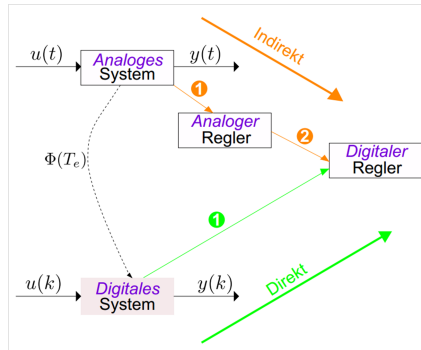 u(t)
Analoges
System
y(t)
Indirekt
1
Analoger
Regler
2
Digitaler
Regler
Φ(T_e)
1
u(k)
Digitales
System
y(k)
Direkt